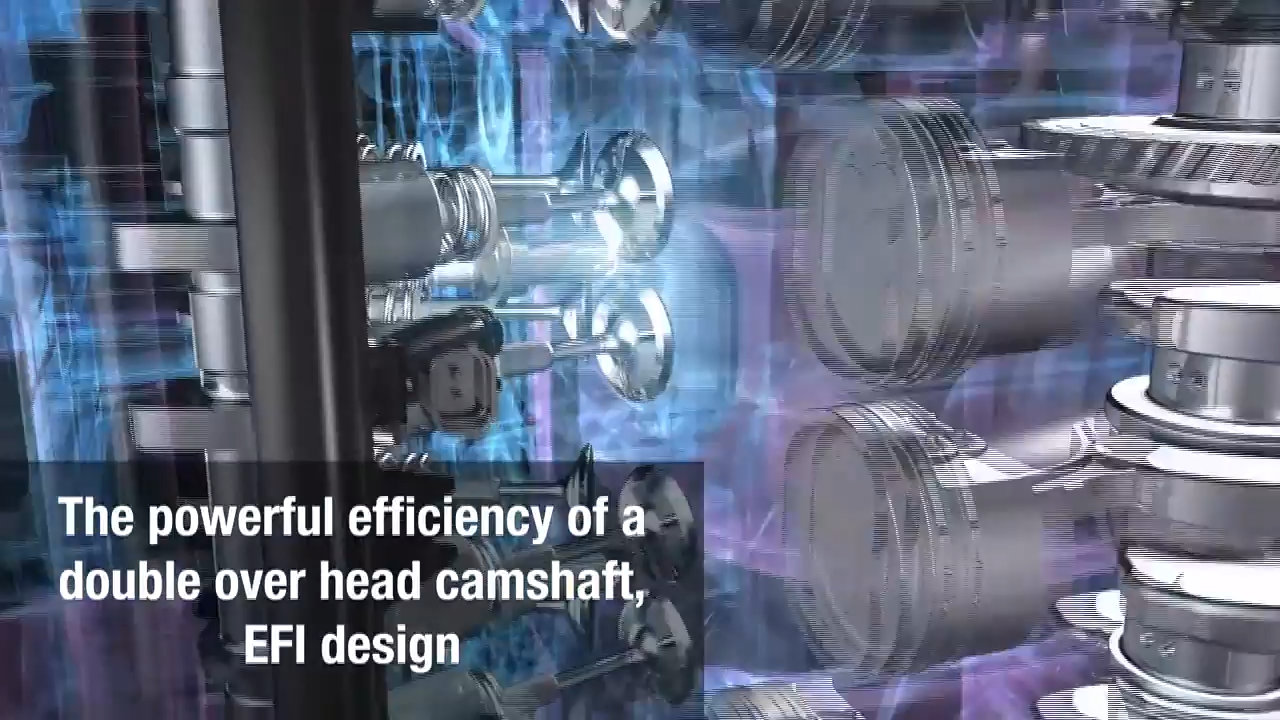 The powerful efficiency of a
double over head camshaft,
EFI design